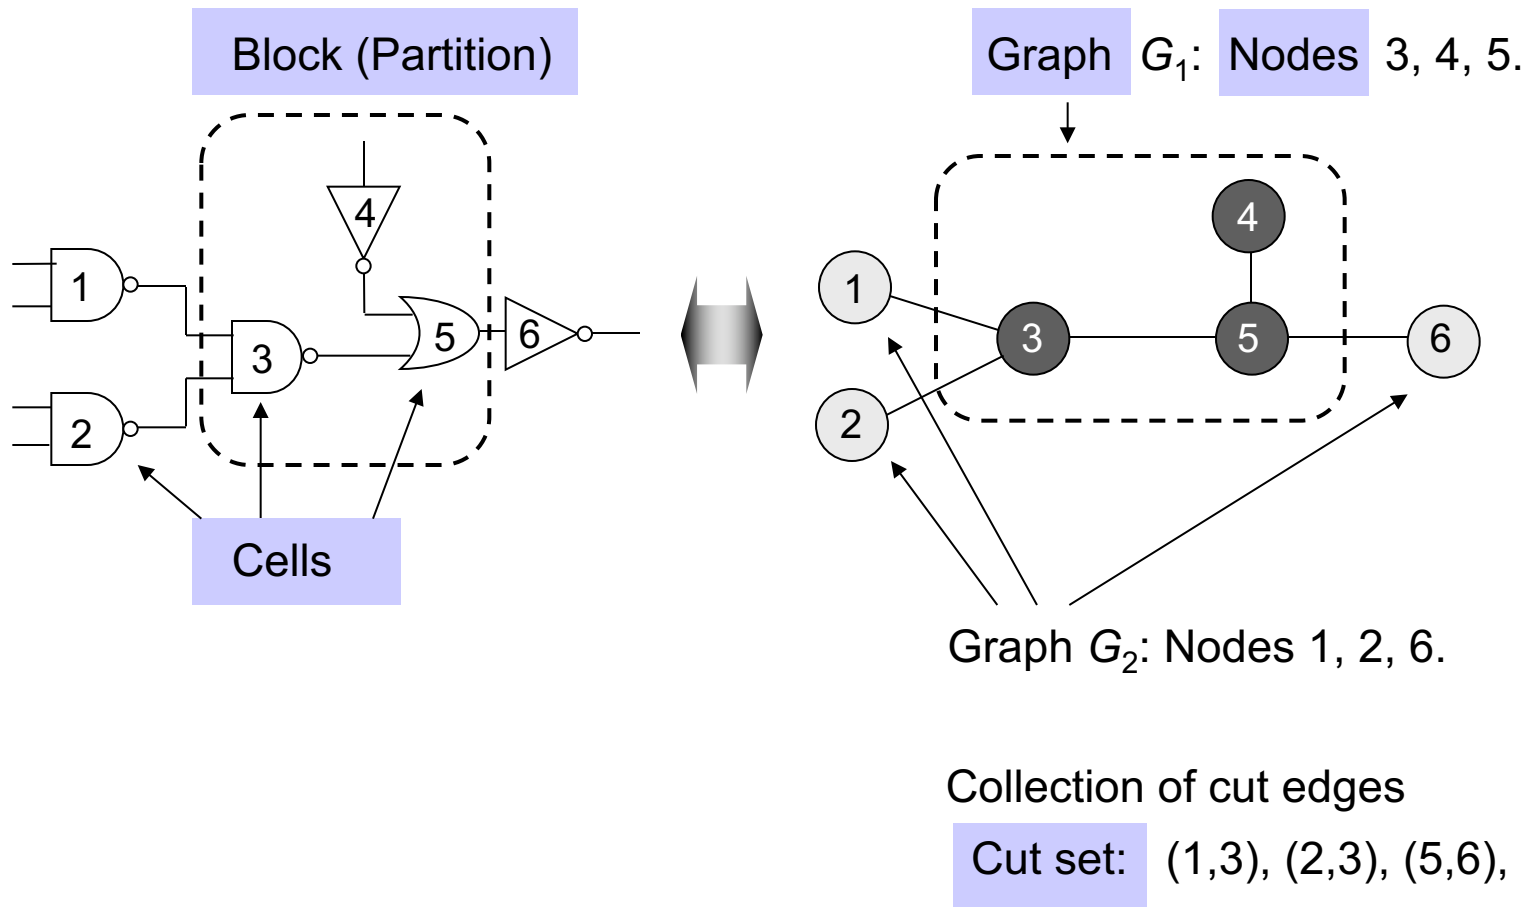 Block (Partition)
Graph G1: Nodes 3, 4, 5.
4
1
3
5
6
2
Cells
4
1
3
5
6
2
Graph G2: Nodes 1, 2, 6.
Collection of cut edges
Cut set: (1,3), (2,3), (5,6),